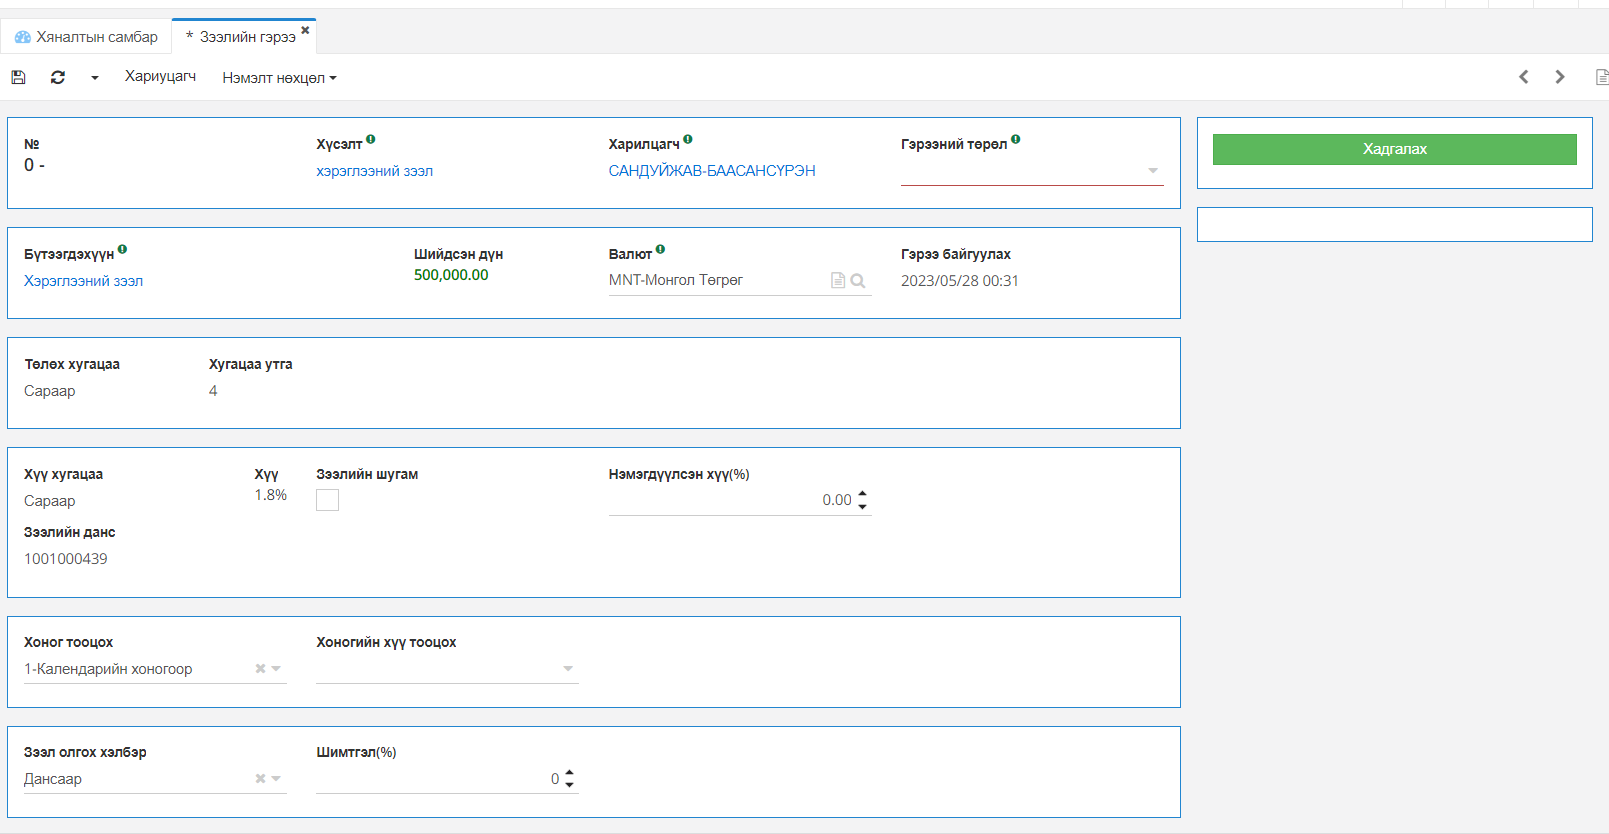 Хяналтын самбар
* Зээлийн гэрээ
Хариуцагч
Нэмэлт нөхцөл
№
0 -
Хүсэлт
хэрэглээний зээл
Харилцагч
САНДУЙЖАВ-БААСАНСҮРЭН
Гэрээний төрөл
Хадгалах
Бүтээгдэхүүн
Хэрэглээний зээл
Шийдсэн дүн
500,000.00
Валют
MNT-Монгол Төгрөг
Гэрээ байгуулах
2023/05/28 00:31
Төлөх хугацаа
Сараар
Хугацаа утга
4
Хүү хугацаа
Сараар
Хүү
1.8%
Зээлийн шугам
Нэмэгдүүлсэн хүү(%)
0.00
Зээлийн данс
1001000439
Хоног тооцох
1-Календарийн хоногоор
Хоногийн хүү тооцох
Зээл олгох хэлбэр
Дансаар
Шимтгэл(%)
0